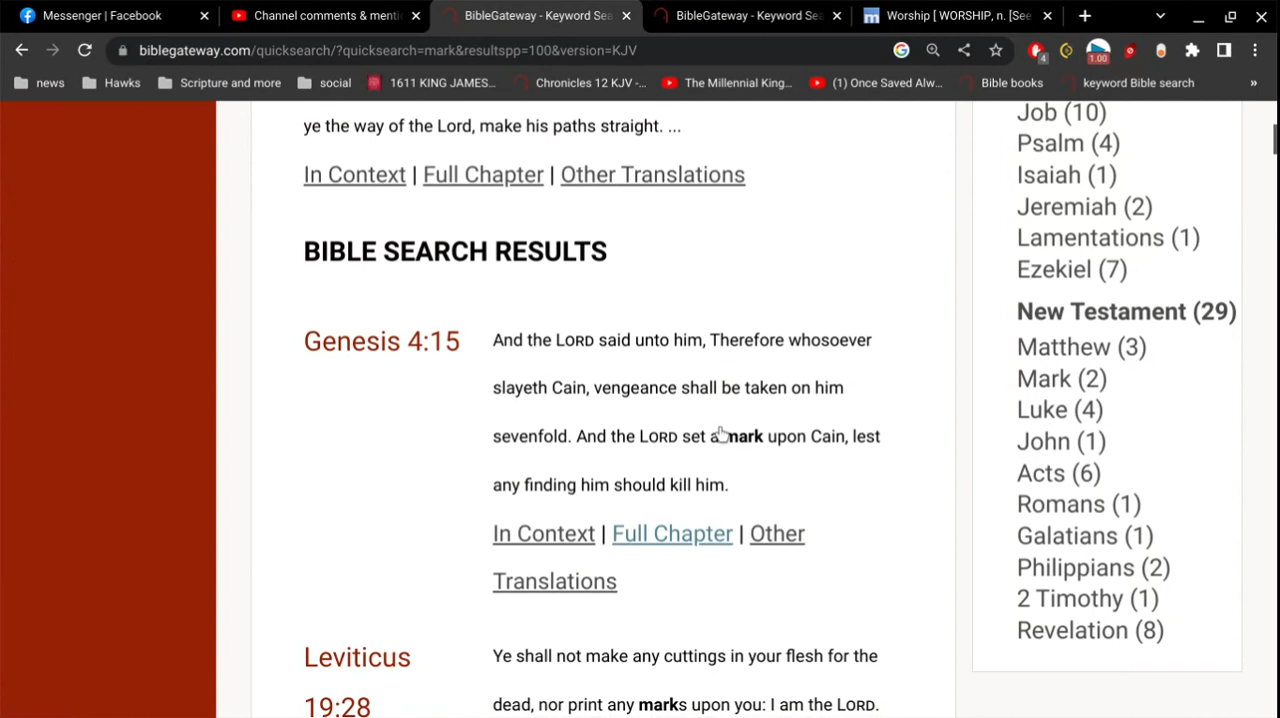 Messenger | Facebook
Channel comments & menti
BibleGateway - Keyword Sea
BibleGateway - Keyword Sea
Worship [ WORSHIP, n. [See
biblegateway.com/quicksearch/?quicksearch=mark&resultspp=100&version=KJV
4
1.00
news
Hawks
Scripture and more
social
1611 KING JAMES...
Chronicles 12 KJV -...
The Millennial King...
(1) Once Saved Alw...
Bible books
keyword Bible search
»
ye the way of the Lord, make his paths straight. ...
In Context | Full Chapter | Other Translations
BIBLE SEARCH RESULTS
Genesis 4:15
And the LORD said unto him, Therefore whosoever
slayeth Cain, vengeance shall be taken on him
sevenfold. And the LORD set a mark upon Cain, lest
any finding him should kill him.
In Context | Full Chapter | Other
Translations
Leviticus
19:28
Ye shall not make any cuttings in your flesh for the
dead, nor print any marks upon you: I am the LORD.
Job (10)
Psalm (4)
Isaiah (1)
Jeremiah (2)
Lamentations (1)
Ezekiel (7)
New Testament (29)
Matthew (3)
Mark (2)
Luke (4)
John (1)
Acts (6)
Romans (1)
Galatians (1)
Philippians (2)
2 Timothy (1)
Revelation (8)